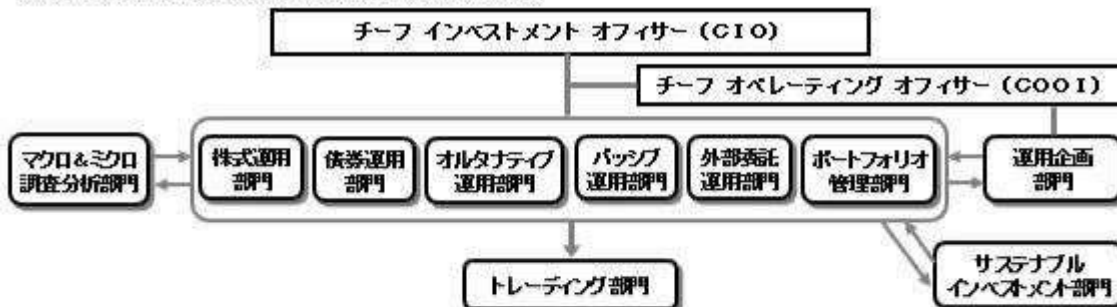 チーフ インベストメント オフィサー (CIO)
チーフ オペレーティング オフィサー (COOI)
マクロ&ミクロ
調査分析部門
株式運用
部門
債券運用
部門
オルタナティブ
運用部門
パッシブ
運用部門
外部委託
運用部門
ポートフォリオ
管理部門
運用企画
部門
トレーディング部門
サステナブル
インベストメント部門